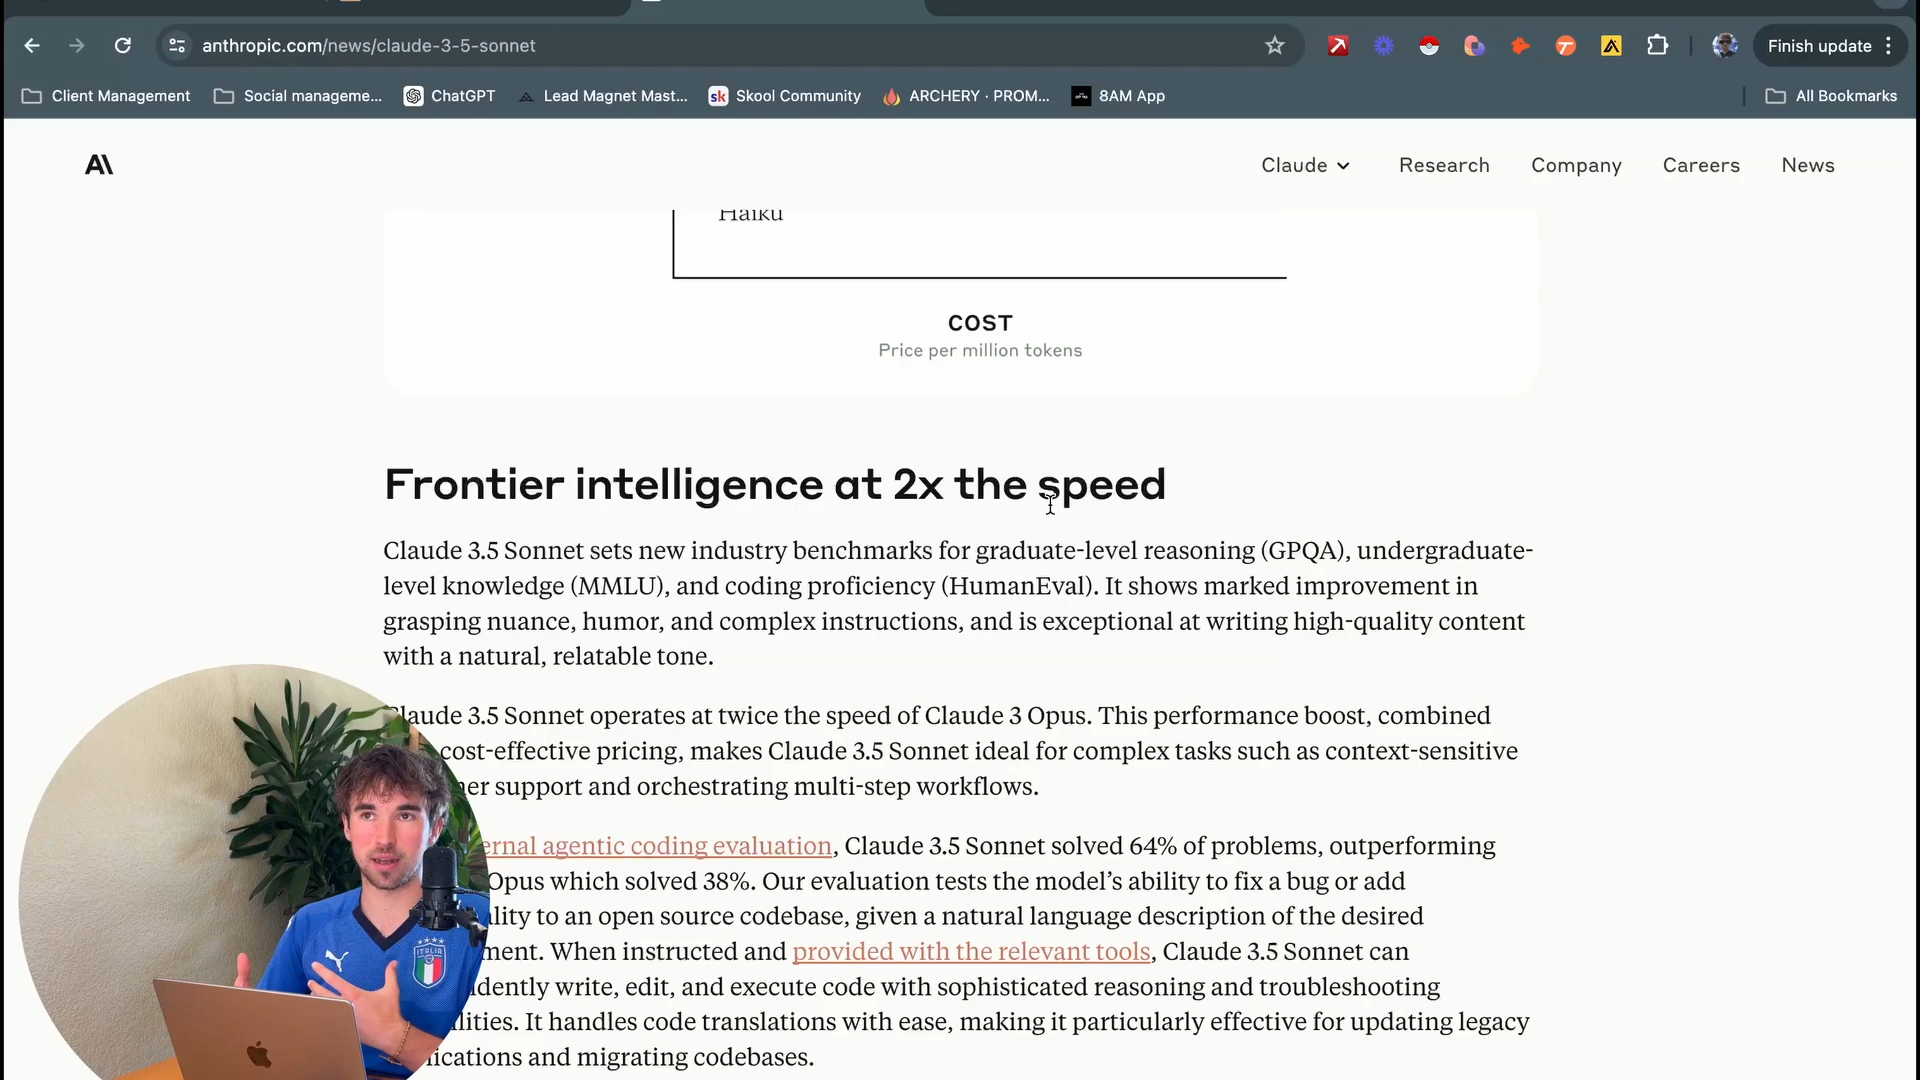 anthropic.com/news/claude-3-5-sonnet
Finish update
Client Management
Social manageme...
ChatGPT
Lead Magnet Mast...
sk
Skool Community
ARCHERY · PROM...
8AM App
All Bookmarks
A\
Claude
Research
Company
Careers
News
Haiku
COST
Price per million tokens
Frontier intelligence at 2x the speed
Claude 3.5 Sonnet sets new industry benchmarks for graduate-level reasoning (GPQA), undergraduate-
level knowledge (MMLU), and coding proficiency (HumanEval). It shows marked improvement in
grasping nuance, humor, and complex instructions, and is exceptional at writing high-quality content
with a natural, relatable tone.
Claude 3.5 Sonnet operates at twice the speed of Claude 3 Opus. This performance boost, combined
cost-effective pricing, makes Claude 3.5 Sonnet ideal for complex tasks such as context-sensitive
er support and orchestrating multi-step workflows.
ernal agentic coding evaluation, Claude 3.5 Sonnet solved 64% of problems, outperforming
Opus which solved 38%. Our evaluation tests the model's ability to fix a bug or add
lity to an open source codebase, given a natural language description of the desired
ment. When instructed and provided with the relevant tools, Claude 3.5 Sonnet can
dently write, edit, and execute code with sophisticated reasoning and troubleshooting
lities. It handles code translations with ease, making it particularly effective for updating legacy
ications and migrating codebases.
ITALIA